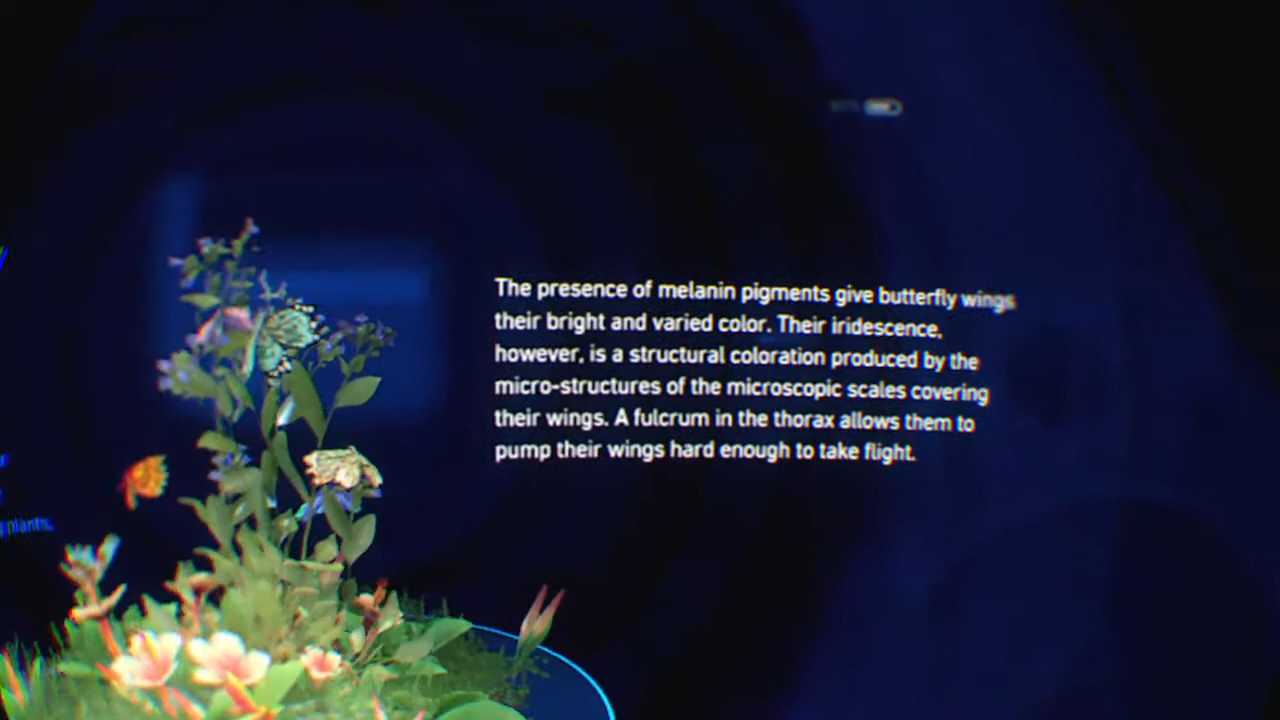 The presence of melanin pigments give butterfly wings
their bright and varied color. Their iridescence,
however, is a structural coloration produced by the
micro-structures of the microscopic scales covering
their wings. A fulcrum in the thorax allows them to
pump their wings hard enough to take flight.
plants.